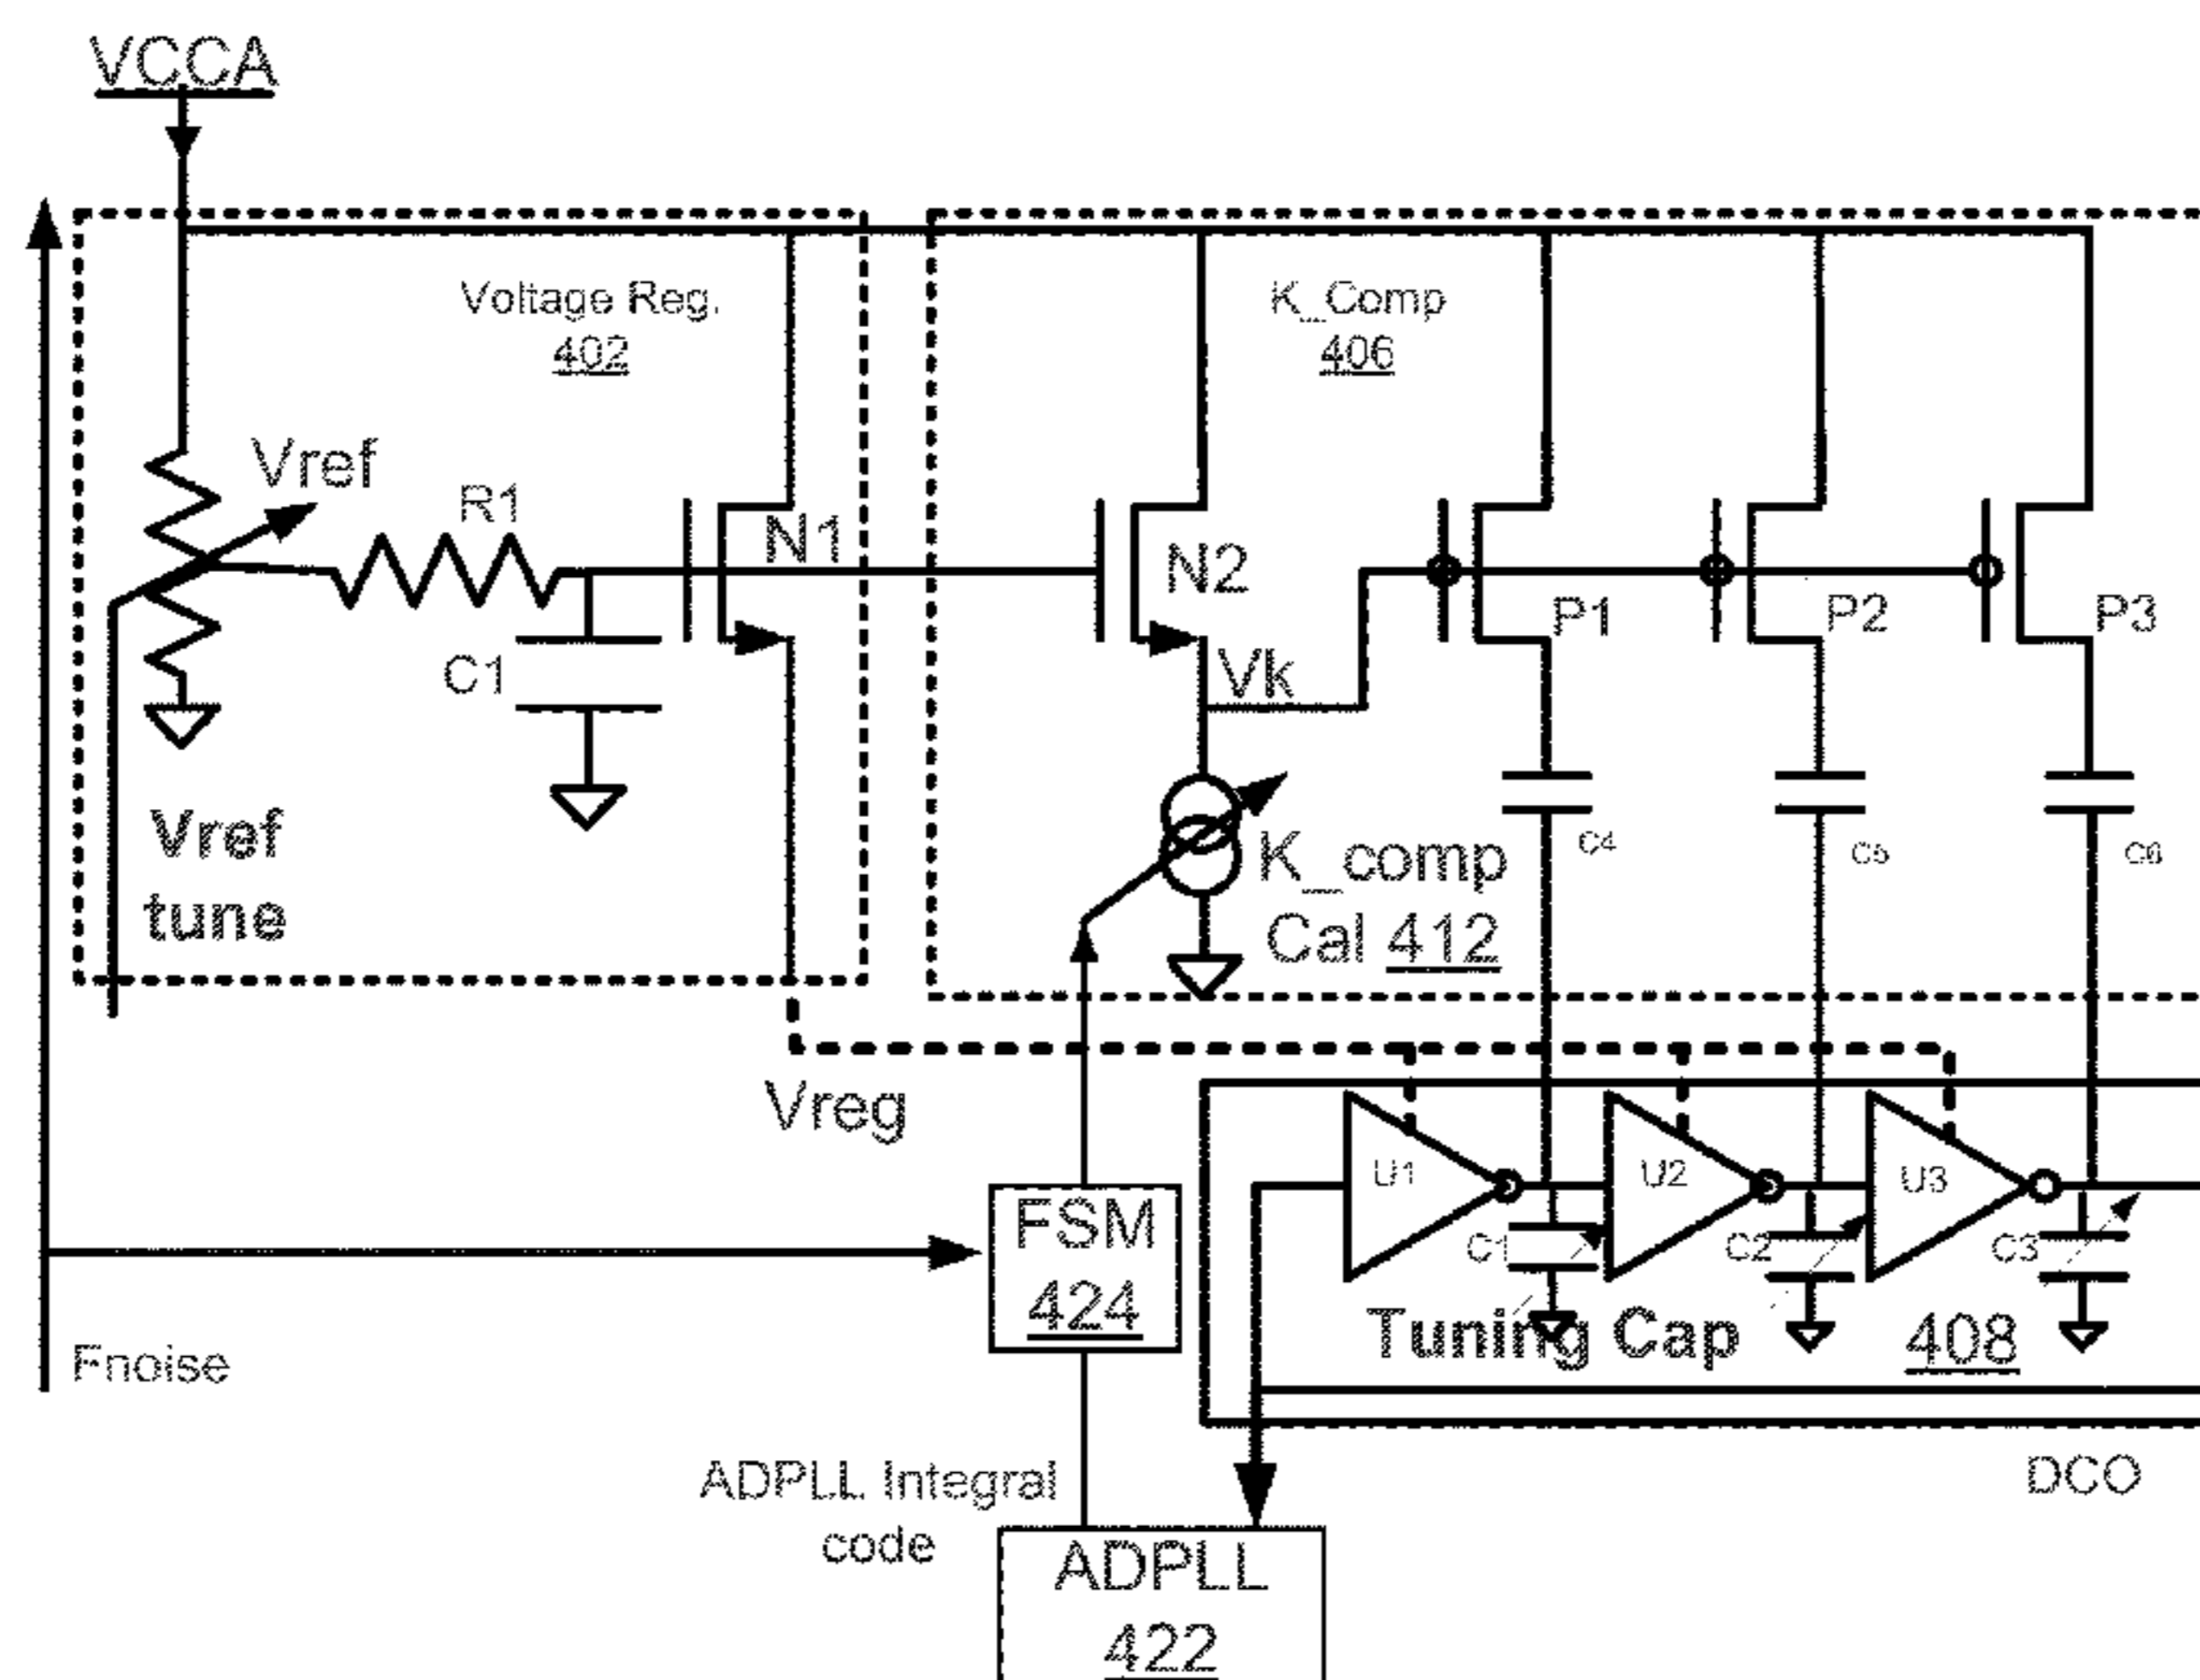 VCCA
Voltage Reg.
402
K_Comp
406
Vref
R1
N1
N2
P1
P2
P3
C1
Vk
Vref
tune
K_comp
Cal 412
C4
C5
C6
Vreg
U1
U2
U3
FSM
424
C1
C2
C3
Tuning Cap
408
Fnoise
DCO
ADPLL Integral
code
ADPLL
422